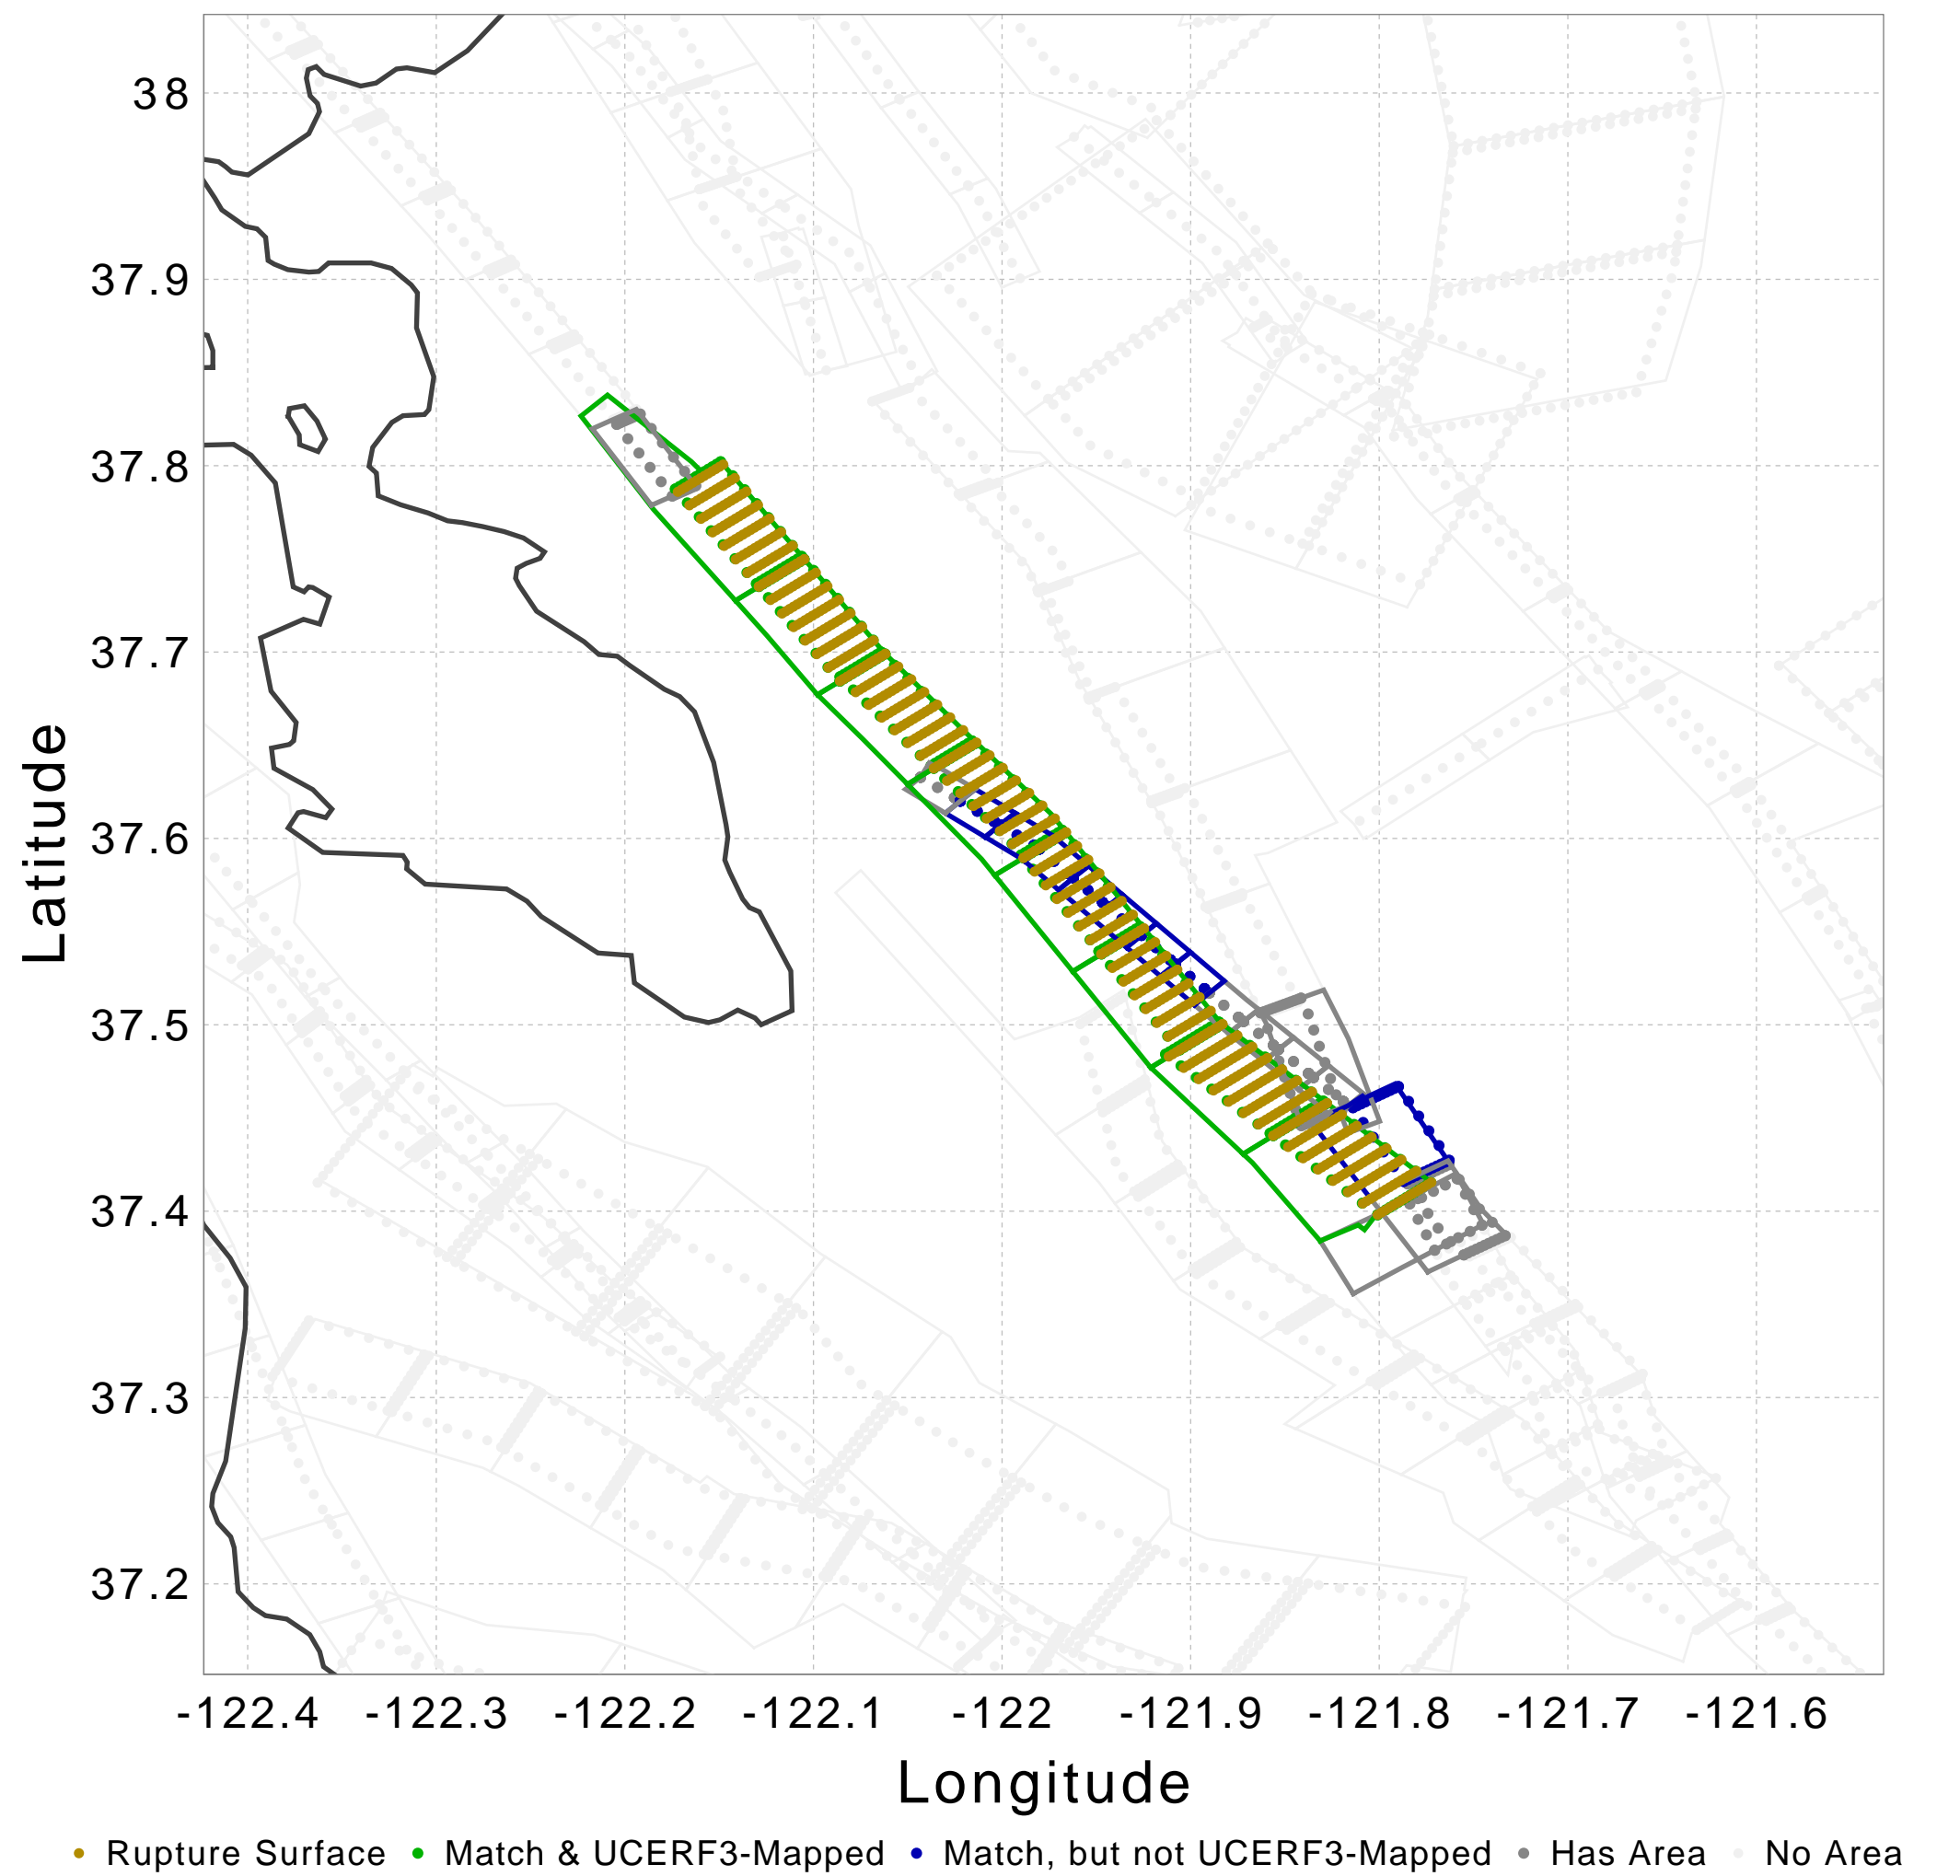 38
37.9
37.8
37.7
37.6
37.5
37.4
37.3
37.2
Latitude
-122.4 -122.3 -122.2 -122.1 -122 -121.9 -121.8 -121.7 -121.6
Longitude
Rupture Surface Match & UCERF3-Mapped Match, but not UCERF3-Mapped Has Area No Area